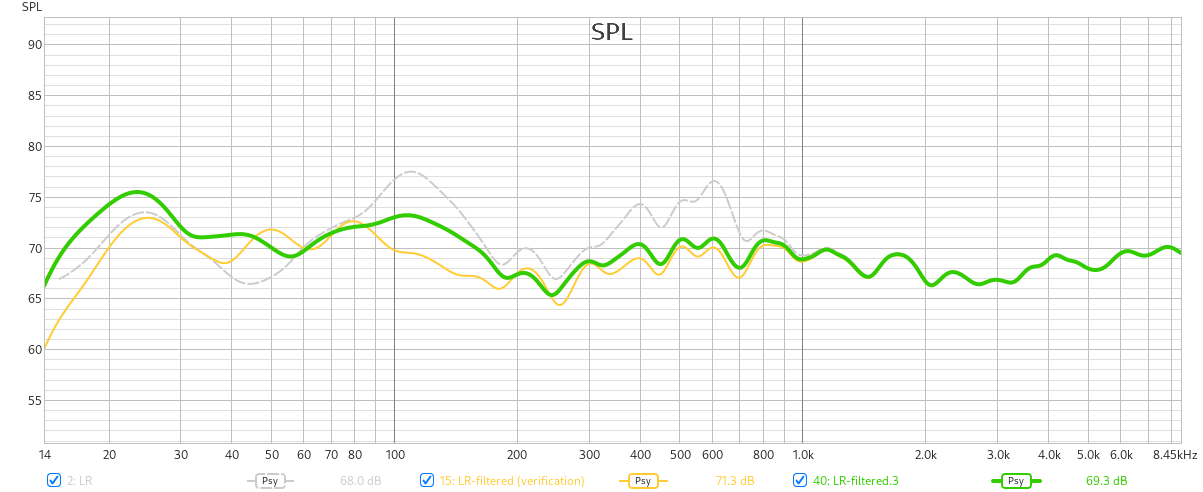 SPL
SPL
90
85
80
75
70
65
60
55
14 20 30 40 50 60 70 80 100 200 300 400 500 600 800 1.0k 2.0k 3.0k 4.0k 5.0k 6.0k 8.45kHz
2: LR Psy 68.0 dB 15: LR-filtered (verification) Psy 71.3 dB 40: LR-filtered.3 Psy 69.3 dB